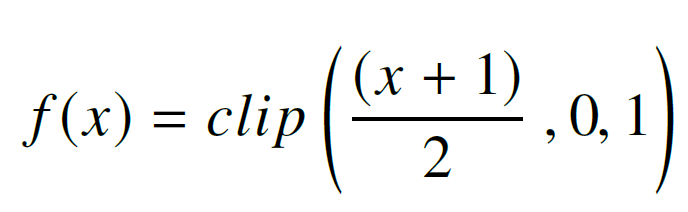 f(x) = clip((x + 1)/2, 0, 1)